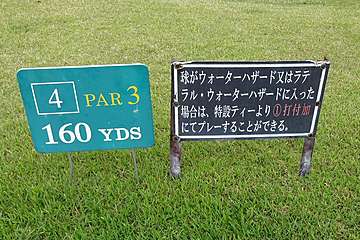 4 PAR 3
160 YDS
球がウォーターハザード又はラテ
ラル・ウォーターハザードに入った
場合は、特設ティーより①打付加
にてプレーすることができる。